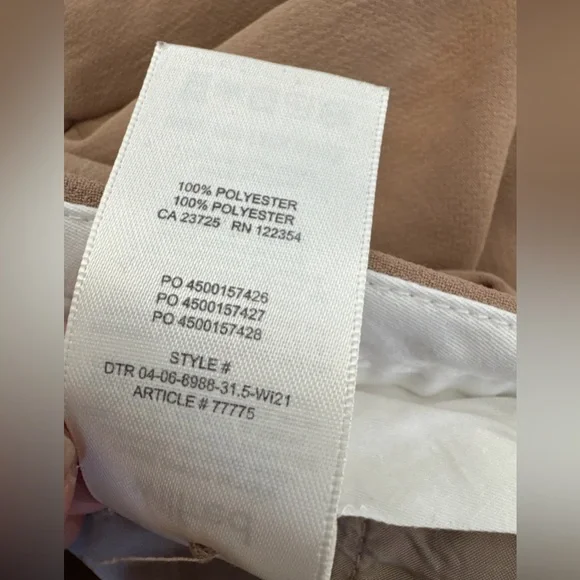 100% POLYESTER
100% POLYESTER
CA 23725 RN 122354
PO 4500157426
PO 4500157427
PO 4500157428
STYLE #
DTR 04-06-6988-31.5-Wi21
ARTICLE # 77775